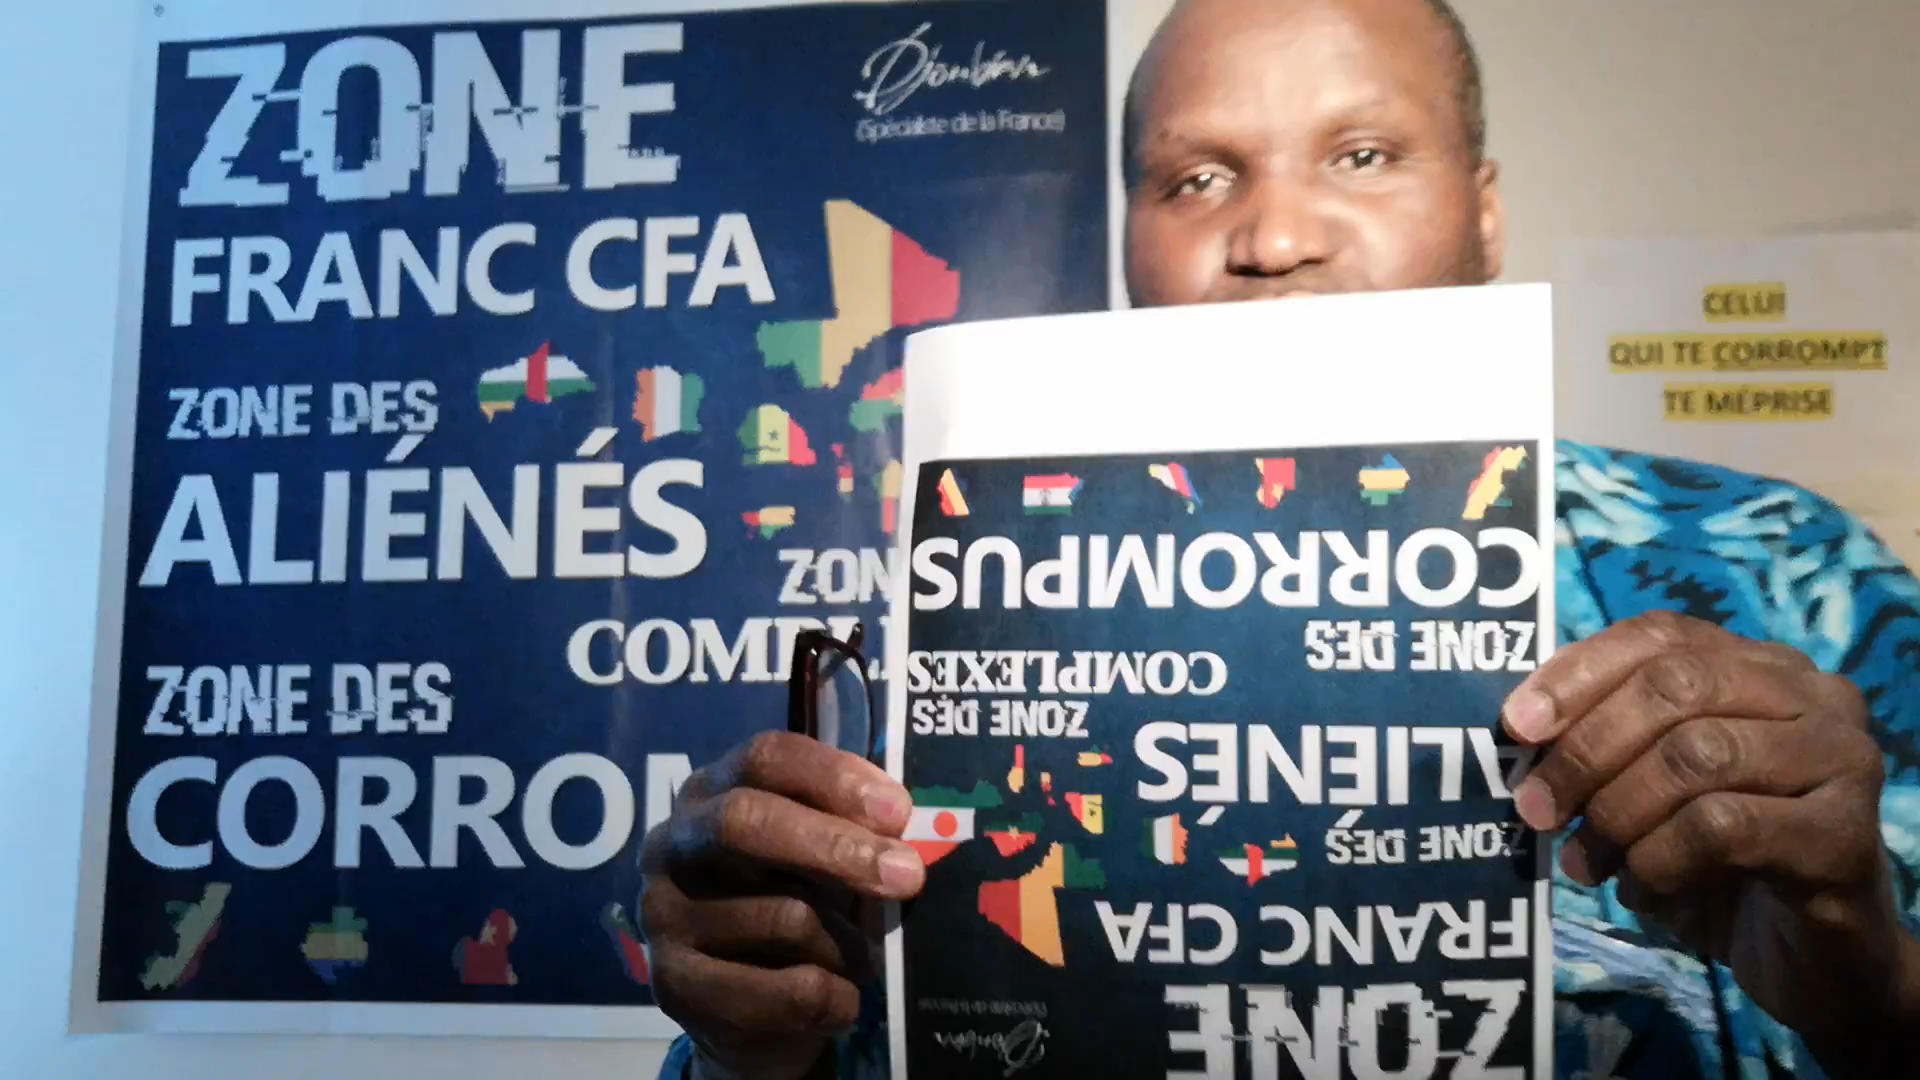 ZONE
(Spécialiste de la France)
FRANC CFA
ZONE DES
ALIÉNÉS
ZON
COMPL
ZONE DES
CORROM
CELUI
QUI TE CORROMPT
TE MÉPRISE
CORROMPUS
ZONE DES
COMPLEXES
ZONE DES
ALIÉNÉS
ZONE DES
FRANC CFA
ZONE